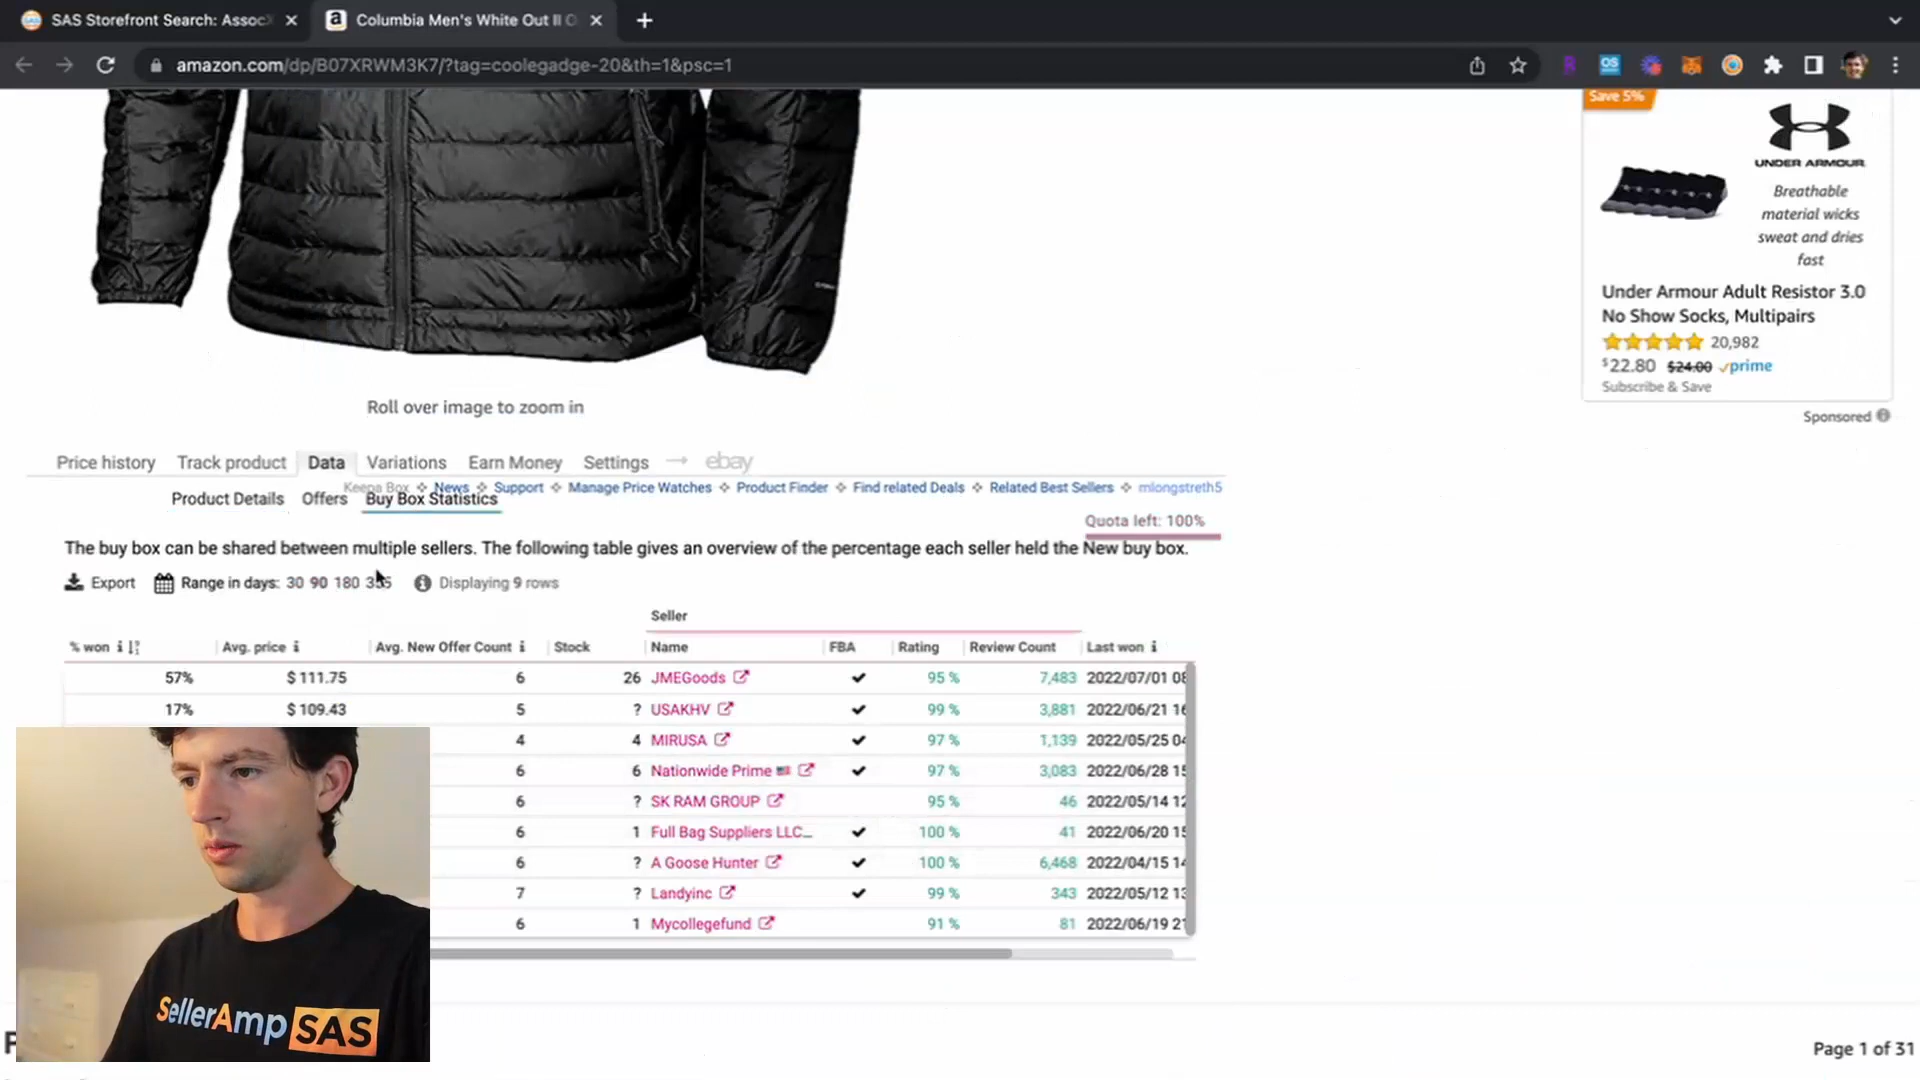 SAS Storefront Search: Assoc
Columbia Men's White Out II O
amazon.com/dp/B07XRWM3K7/?tag=coolegadge-20&th=1&psc=1
OS
Save 5%
UNDER ARMOUR
Breathable
material wicks
sweat and dries
fast
Under Armour Adult Resistor 3.0
No Show Socks, Multipairs
20,982
$22.80 $24.00 prime
Subscribe & Save
Sponsored
Roll over image to zoom in
Price history Track product Data Variations Earn Money Settings → ebay
Keepa Box News Support Manage Price Watches Product Finder Find related Deals Related Best Sellers mlongstreth5
Product Details Offers Buy Box Statistics
Quota left: 100%
The buy box can be shared between multiple sellers. The following table gives an overview of the percentage each seller held the New buy box.
Export Range in days: 30 90 180 365 Displaying 9 rows
Seller
% won Avg. price Avg. New Offer Count Stock Name FBA Rating Review Count Last won
57% $ 111.75 6 26 JMEGoods ✔ 95 % 7,483 2022/07/01 08
17% $ 109.43 5 ? USAKHV ✔ 99 % 3,881 2022/06/21 16
4 4 MIRUSA ✔ 97 % 1,139 2022/05/25 04
6 6 Nationwide Prime ✔ 97 % 3,083 2022/06/28 15
6 ? SK RAM GROUP 95 % 46 2022/05/14 12
6 1 Full Bag Suppliers LLC... ✔ 100 % 41 2022/06/20 15
6 ? A Goose Hunter ✔ 100 % 6,468 2022/04/15 14
7 ? Landyinc ✔ 99 % 343 2022/05/12 13
6 1 Mycollegefund 91 % 81 2022/06/19 21
SellerAmp SAS
Page 1 of 31